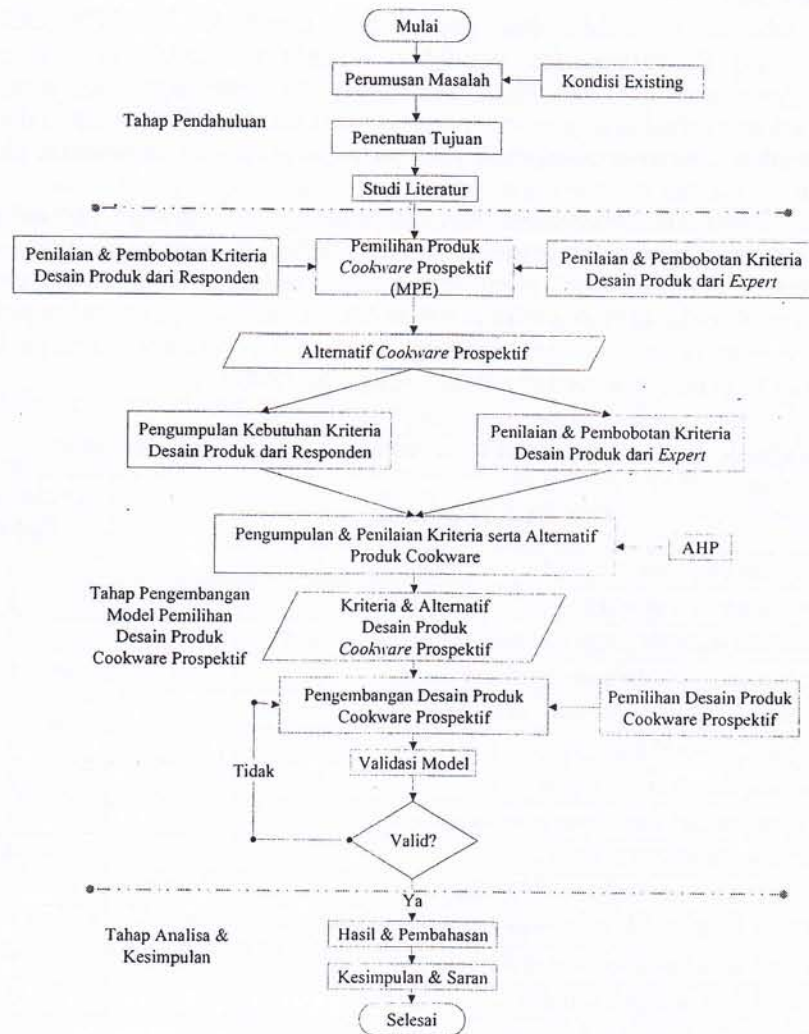 Mulai
Perumusan Masalah
Kondisi Existing
Tahap Pendahuluan
Penentuan Tujuan
Studi Literatur
Penilaian & Pembobotan Kriteria
Desain Produk dari Responden
Pemilihan Produk
Cookware Prospektif
(MPE)
Penilaian & Pembobotan Kriteria
Desain Produk dari Expert
Alternatif Cookware Prospektif
Pengumpulan Kebutuhan Kriteria
Desain Produk dari Responden
Penilaian & Pembobotan Kriteria
Desain Produk dari Expert
Pengumpulan & Penilaian Kriteria serta Alternatif
Produk Cookware
AHP
Tahap Pengembangan
Model Pemilihan
Desain Produk
Cookware Prospektif
Kriteria & Alternatif
Desain Produk
Cookware Prospektif
Pengembangan Desain Produk
Cookware Prospektif
Pemilihan Desain Produk
Cookware Prospektif
Validasi Model
Tidak
Valid?
Ya
Tahap Analisa &
Kesimpulan
Hasil & Pembahasan
Kesimpulan & Saran
Selesai